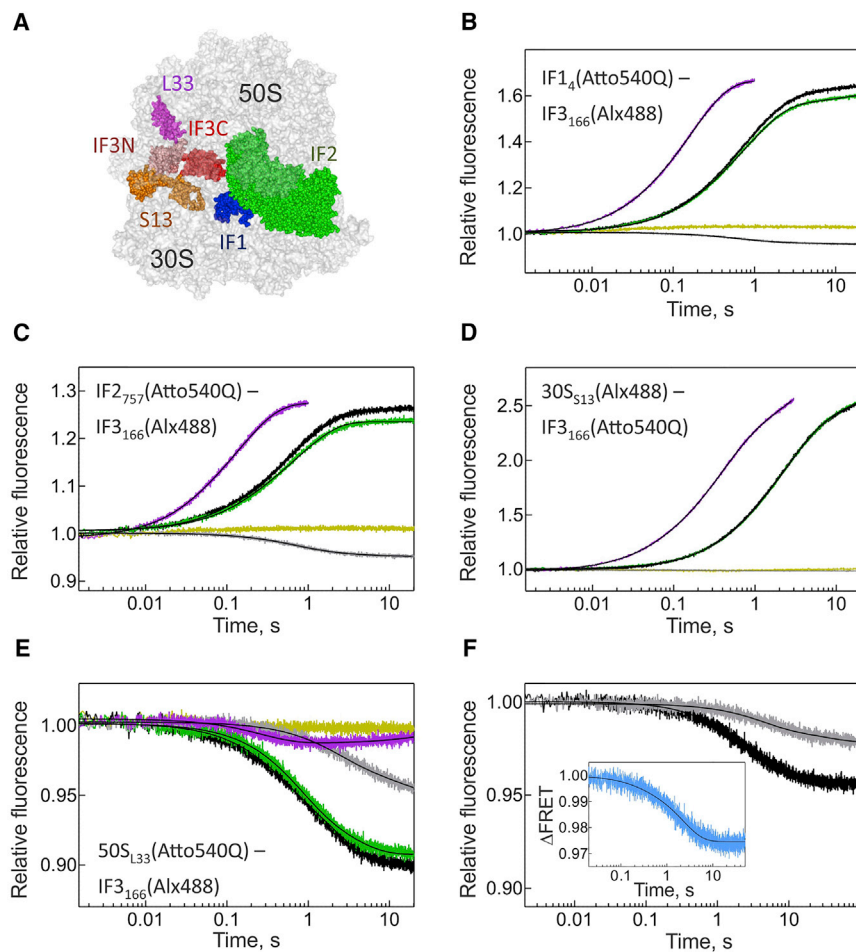 A
L33
50S
IF3N
IF3C
IF2
S13
IF1
30S
B
IF1₄(Atto540Q) –
IF3₁₆₆(Alx488)
Relative fluorescence
1.6
1.4
1.2
1.0
0.01
0.1
1
10
Time, s
C
IF2₇₅₇(Atto540Q) –
IF3₁₆₆(Alx488)
Relative fluorescence
1.3
1.2
1.1
1.0
0.9
0.01
0.1
1
10
Time, s
D
30S_S13(Alx488) –
IF3₁₆₆(Atto540Q)
Relative fluorescence
2.5
2.0
1.5
1.0
0.01
0.1
1
10
Time, s
E
Relative fluorescence
1.00
0.95
0.90
50S_L33(Atto540Q) –
IF3₁₆₆(Alx488)
0.01
0.1
1
10
Time, s
F
Relative fluorescence
1.00
0.95
0.90
ΔFRET
1.00
0.99
0.98
0.97
0.1
1
10
Time, s
0.01
0.1
1
10
Time, s